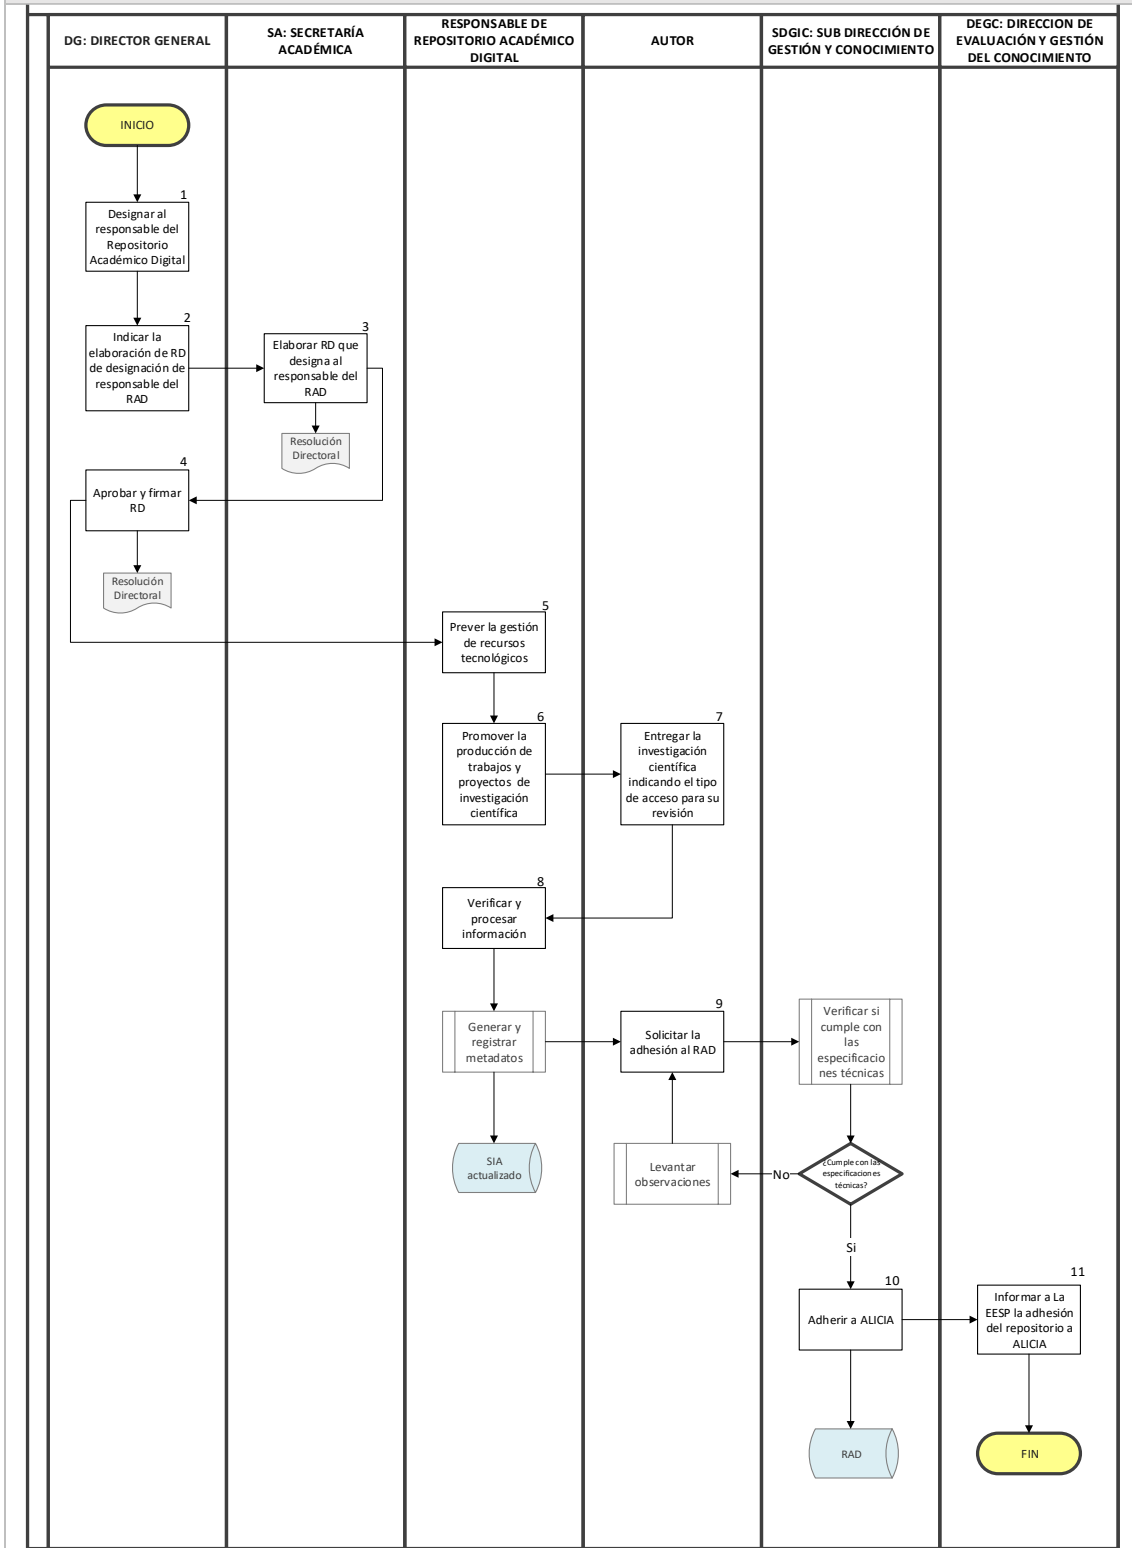 DG: DIRECTOR GENERAL
SA: SECRETARÍA
ACADÉMICA
RESPONSABLE DE
REPOSITORIO ACADÉMICO
DIGITAL
AUTOR
SDGIC: SUB DIRECCIÓN DE
GESTIÓN Y CONOCIMIENTO
DEGC: DIRECCION DE
EVALUACIÓN Y GESTIÓN
DEL CONOCIMIENTO
INICIO
1
Designar al
responsable del
Repositorio
Académico Digital
2
Indicar la
elaboración de RD
de designación de
responsable del
RAD
3
Elaborar RD que
designa al
responsable del
RAD
Resolución
Directoral
4
Aprobar y firmar
RD
Resolución
Directoral
5
Prever la gestión
de recursos
tecnológicos
6
Promover la
producción de
trabajos y
proyectos de
investigación
científica
7
Entregar la
investigación
científica
indicando el tipo
de acceso para su
revisión
8
Verificar y
procesar
información
Generar y
registrar
metadatos
9
Solicitar la
adhesión al RAD
Verificar si
cumple con
las
especificacio
nes técnicas
SIA
actualizado
Levantar
observaciones
No
¿Cumple con las
especificaciones
técnicas?
Si
10
Adherir a ALICIA
11
Informar a La
EESP la adhesión
del repositorio a
ALICIA
RAD
FIN